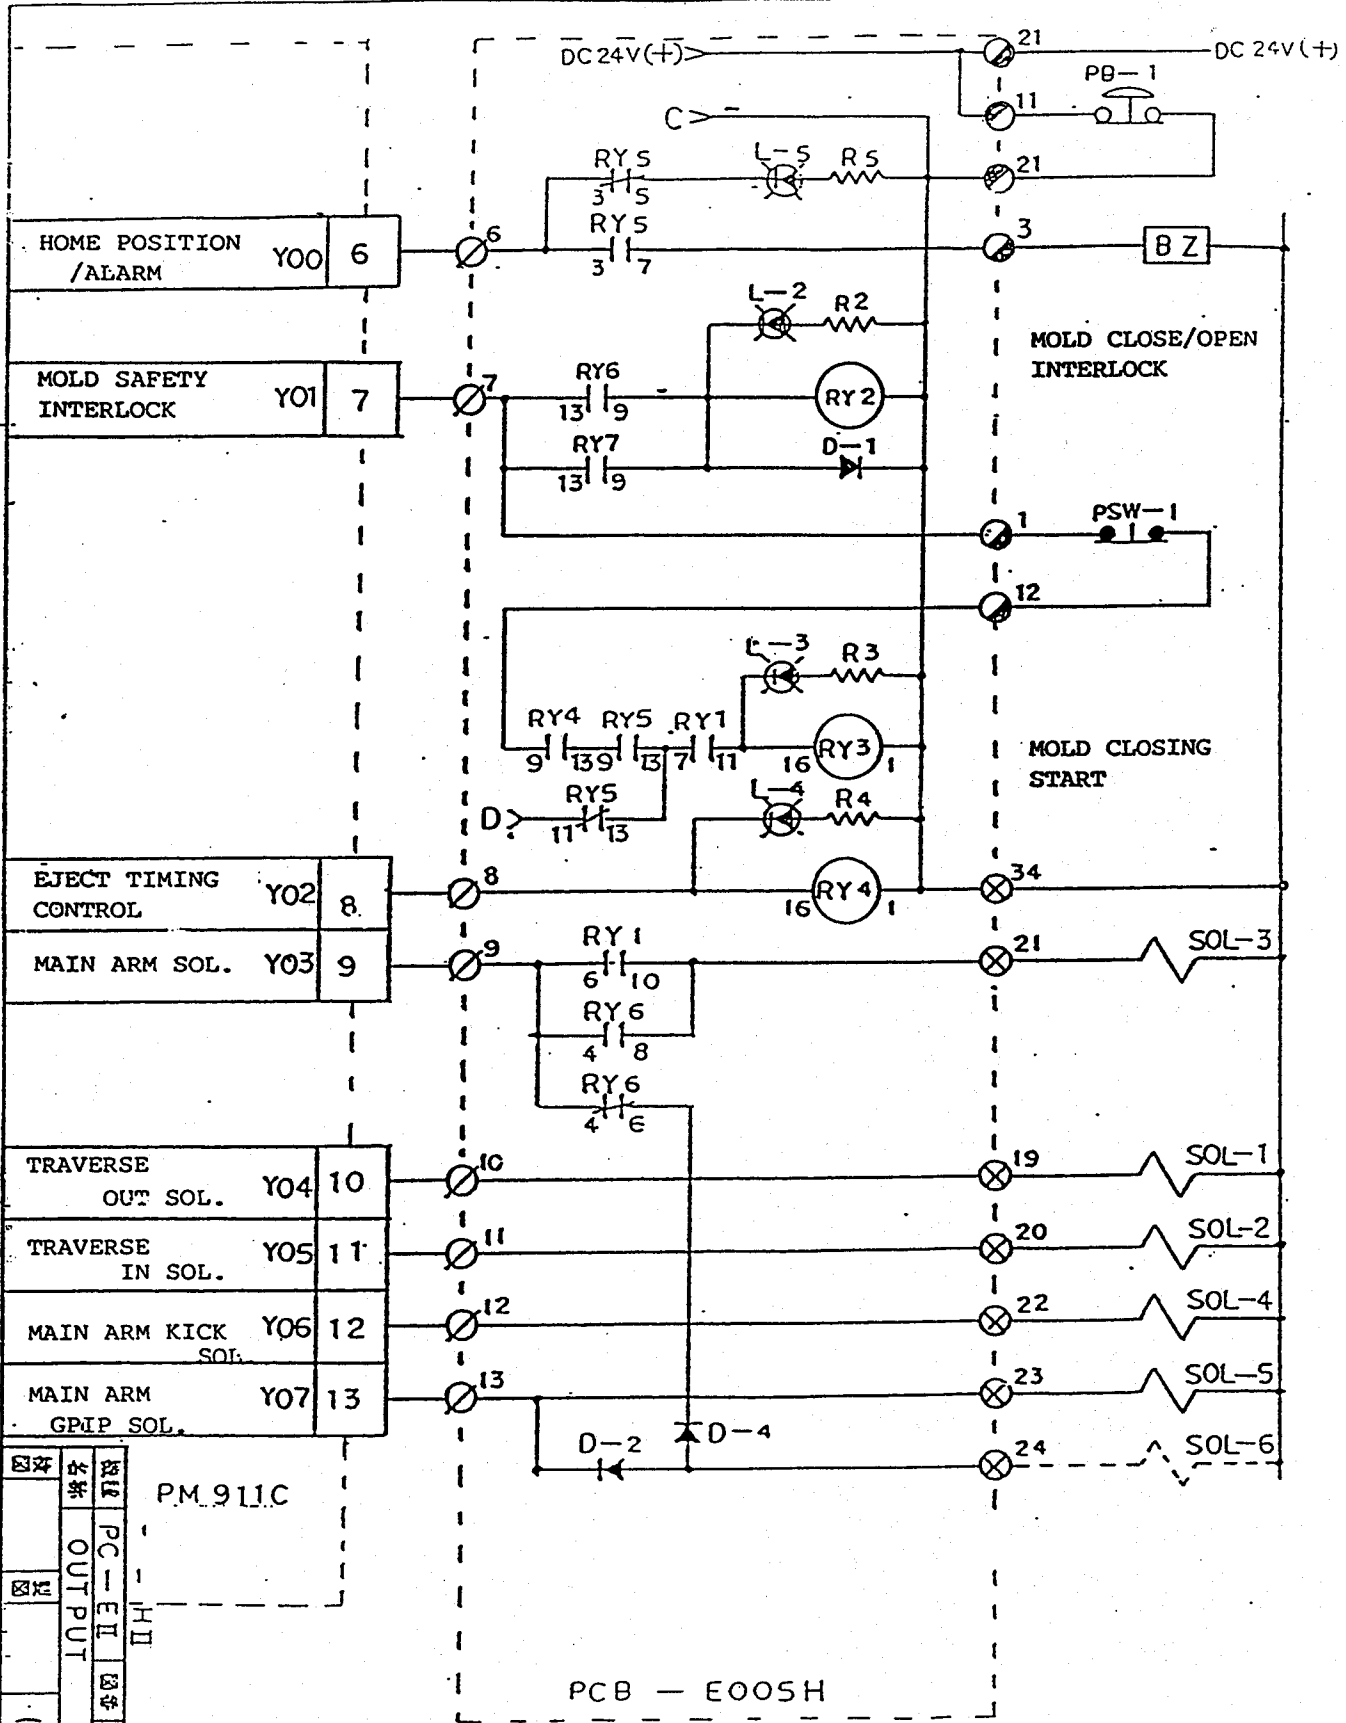 DC 24V(+)
21
DC 24V(+)
PB-1
11
C
RY5
L-5
R5
21
3 5
RY5
HOME POSITION
/ALARM
Y00
6
6
3 7
3
BZ
L-2
R2
MOLD CLOSE/OPEN
INTERLOCK
MOLD SAFETY
INTERLOCK
Y01
7
7
RY6
13 9
RY2
RY7
D-1
13 9
1
PSW-1
12
L-3
R3
RY4
RY5
RY1
9 13 9 13 7 11
16
RY3
1
MOLD CLOSING
START
RY5
D
11 13
L-4
R4
EJECT TIMING
CONTROL
Y02
8
8
16
RY4
1
34
MAIN ARM SOL.
Y03
9
9
RY1
6 10
21
SOL-3
RY6
4 8
RY6
4 6
TRAVERSE
OUT SOL.
Y04
10
10
19
SOL-1
TRAVERSE
IN SOL.
Y05
11
11
20
SOL-2
MAIN ARM KICK
SOL.
Y06
12
12
22
SOL-4
MAIN ARM
GPIP SOL.
Y07
13
13
23
SOL-5
D-2
D-4
24
SOL-6
PM 911C
PC-EII
-HII
OUTPUT
PCB - E005H